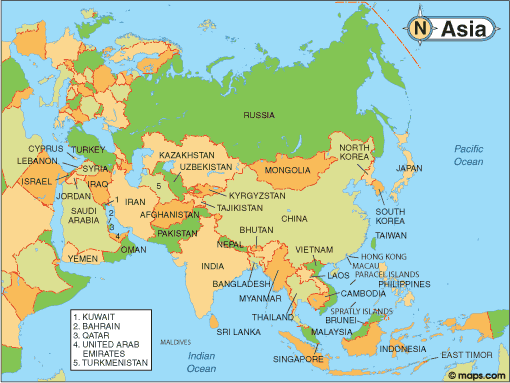 N Asia
RUSSIA
Pacific
Ocean
CYPRUS
TURKEY
LEBANON
SYRIA
ISRAEL
IRAQ
JORDAN
SAUDI
ARABIA
YEMEN
OMAN
1
2
3
4
5
IRAN
KAZAKHSTAN
UZBEKISTAN
KYRGYZSTAN
TAJIKISTAN
AFGHANISTAN
PAKISTAN
MONGOLIA
NORTH
KOREA
JAPAN
SOUTH
KOREA
CHINA
TAIWAN
NEPAL
BHUTAN
INDIA
BANGLADESH
MYANMAR
THAILAND
VIETNAM
LAOS
CAMBODIA
HONG KONG
MACAU
PARACEL ISLANDS
PHILIPPINES
SPRATLY ISLANDS
BRUNEI
MALAYSIA
SINGAPORE
INDONESIA
EAST TIMOR
SRI LANKA
MALDIVES
Indian
Ocean
1. KUWAIT
2. BAHRAIN
3. QATAR
4. UNITED ARAB
EMIRATES
5. TURKMENISTAN
© maps.com